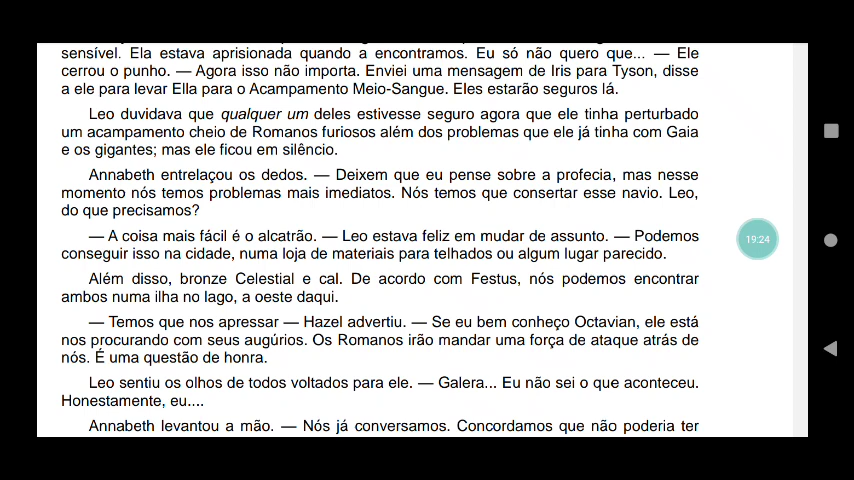 sensível. Ela estava aprisionada quando a encontramos. Eu só não quero que... — Ele
cerrou o punho. — Agora isso não importa. Enviei uma mensagem de Iris para Tyson, disse
a ele para levar Ella para o Acampamento Meio-Sangue. Eles estarão seguros lá.
Leo duvidava que qualquer um deles estivesse seguro agora que ele tinha perturbado
um acampamento cheio de Romanos furiosos além dos problemas que ele já tinha com Gaia
e os gigantes; mas ele ficou em silêncio.
Annabeth entrelaçou os dedos. — Deixem que eu pense sobre a profecia, mas nesse
momento nós temos problemas mais imediatos. Nós temos que consertar esse navio. Leo,
do que precisamos?
— A coisa mais fácil é o alcatrão. — Leo estava feliz em mudar de assunto. — Podemos
conseguir isso na cidade, numa loja de materiais para telhados ou algum lugar parecido.
Além disso, bronze Celestial e cal. De acordo com Festus, nós podemos encontrar
ambos numa ilha no lago, a oeste daqui.
— Temos que nos apressar — Hazel advertiu. — Se eu bem conheço Octavian, ele está
nos procurando com seus augúrios. Os Romanos irão mandar uma força de ataque atrás de
nós. É uma questão de honra.
Leo sentiu os olhos de todos voltados para ele. — Galera... Eu não sei o que aconteceu.
Honestamente, eu....
Annabeth levantou a mão. — Nós já conversamos. Concordamos que não poderia ter
19:24